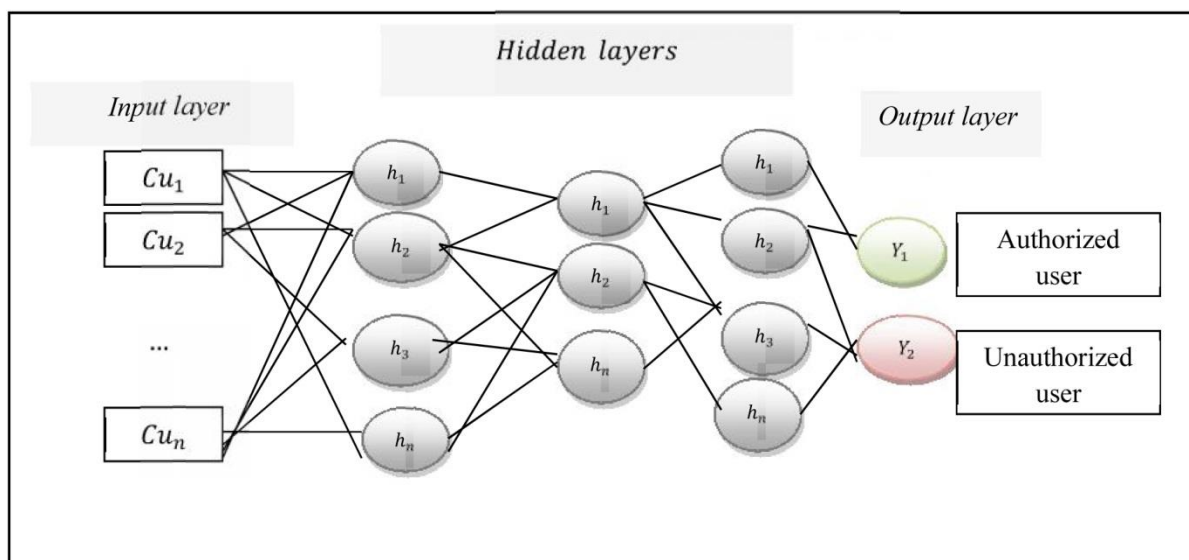 Hidden layers
Input layer
Output layer
Cu₁
Cu₂
...
Cuₙ
h₁
h₂
h₃
hₙ
h₁
h₂
hₙ
h₁
h₂
h₃
hₙ
Y₁
Y₂
Authorized
user
Unauthorized
user